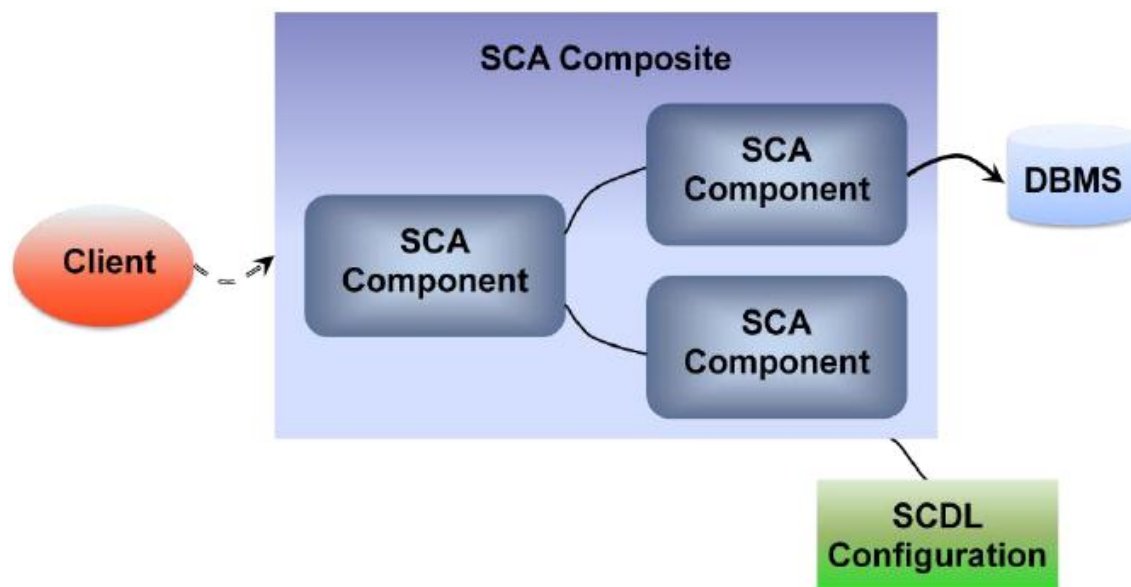 SCA Composite
SCA
Component
DBMS
Client
SCA
Component
SCA
Component
SCDL
Configuration